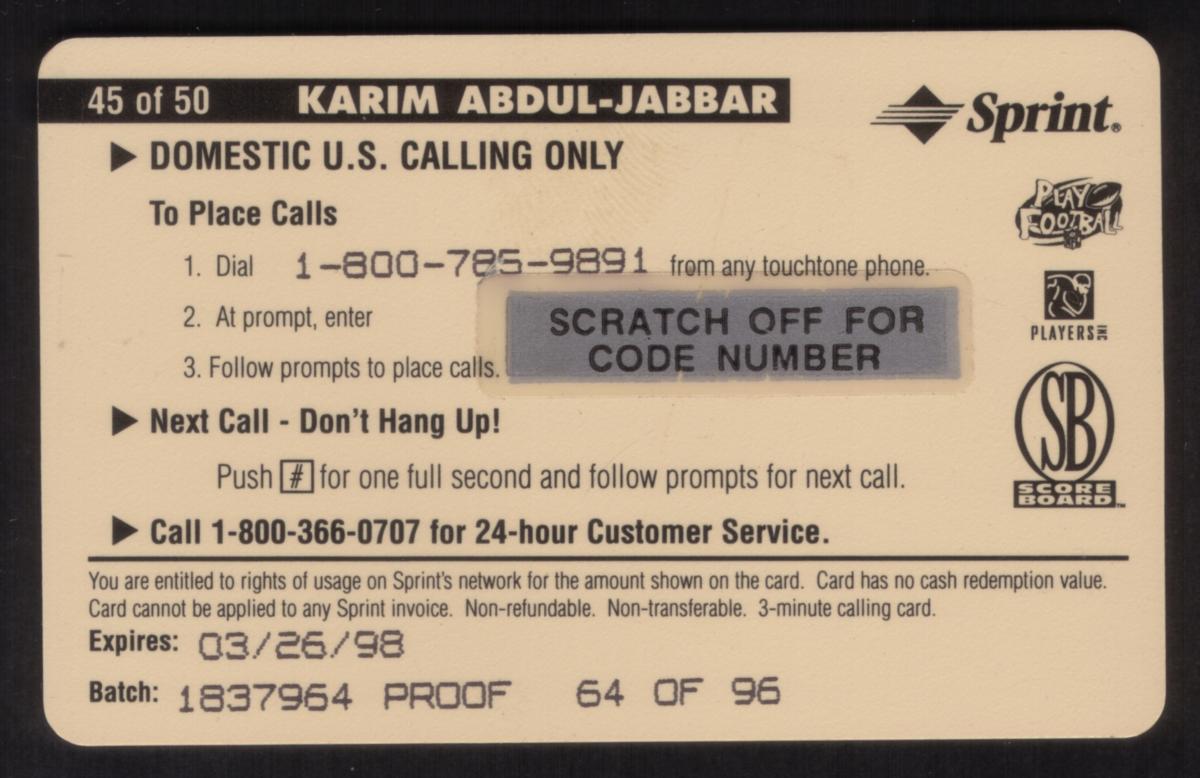 45 of 50 KARIM ABDUL-JABBAR
Sprint®
▶ DOMESTIC U.S. CALLING ONLY
To Place Calls
PLAY FOOTBALL
NFL
1. Dial 1-800-785-9891 from any touchtone phone.
2. At prompt, enter
SCRATCH OFF FOR
CODE NUMBER
PLAYERS INC
3. Follow prompts to place calls.
▶ Next Call - Don't Hang Up!
SB
SCORE
BOARD™
Push # for one full second and follow prompts for next call.
▶ Call 1-800-366-0707 for 24-hour Customer Service.
You are entitled to rights of usage on Sprint's network for the amount shown on the card. Card has no cash redemption value.
Card cannot be applied to any Sprint invoice. Non-refundable. Non-transferable. 3-minute calling card.
Expires: 03/26/98
Batch: 1837964 PROOF 64 OF 96